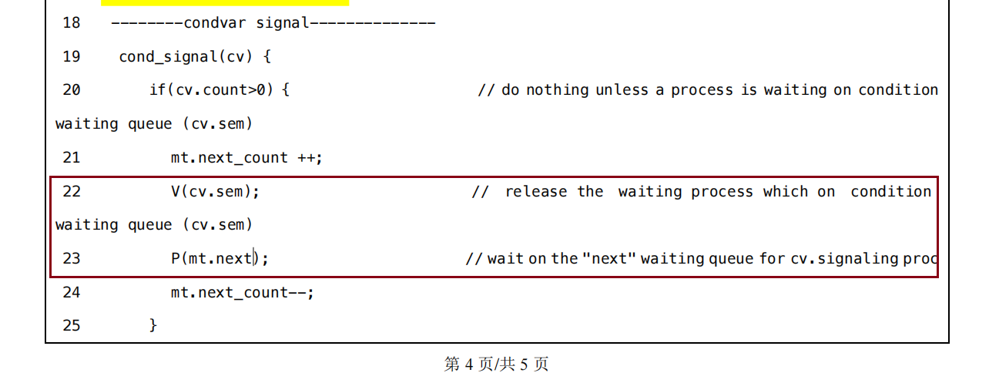 18 --------condvar signal--------------
19 cond_signal(cv) {
20 if(cv.count>0) { // do nothing unless a process is waiting on condition
waiting queue (cv.sem)
21 mt.next_count ++;
22 V(cv.sem); // release the waiting process which on condition
waiting queue (cv.sem)
23 P(mt.next); // wait on the "next" waiting queue for cv.signaling proc
24 mt.next_count--;
25 }
第 4 页/共 5 页